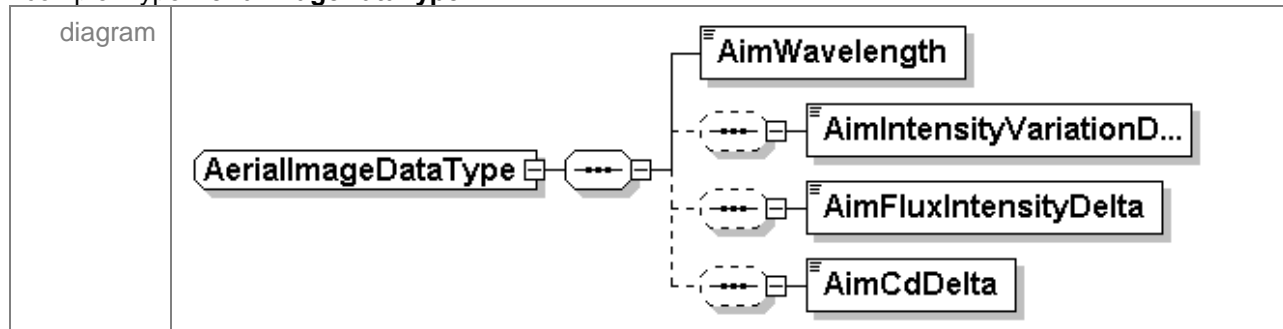 diagram
AimWavelength
AimIntensityVariationD...
AerialImageDataType
AimFluxIntensityDelta
AimCdDelta